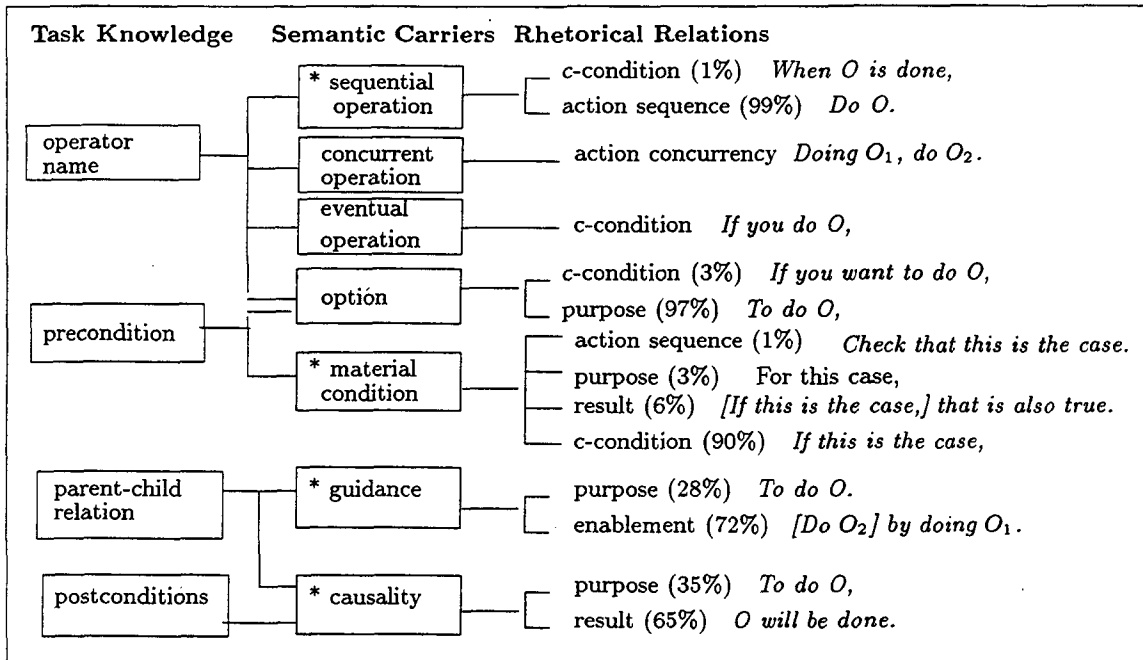 Task Knowledge Semantic Carriers Rhetorical Relations
* sequential
operation
c-condition (1%) When O is done,
action sequence (99%) Do O.
operator
name
concurrent
operation
action concurrency Doing O₁, do O₂.
eventual
operation
c-condition If you do O,
option
c-condition (3%) If you want to do O,
purpose (97%) To do O,
precondition
* material
condition
action sequence (1%) Check that this is the case.
purpose (3%) For this case,
result (6%) [If this is the case,] that is also true.
c-condition (90%) If this is the case,
parent-child
relation
* guidance
purpose (28%) To do O.
enablement (72%) [Do O₂] by doing O₁.
postconditions
* causality
purpose (35%) To do O,
result (65%) O will be done.